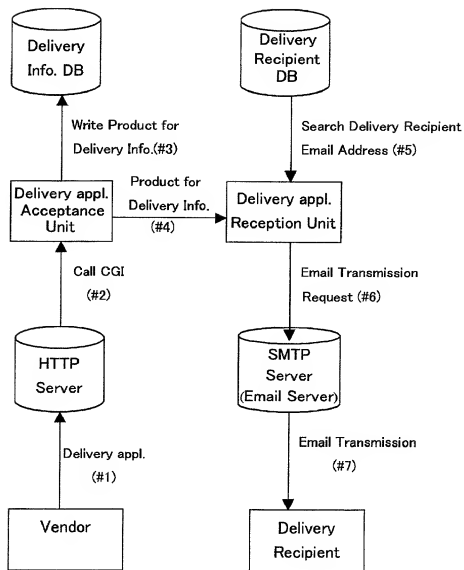 Delivery
Info. DB
Delivery
Recipient
DB
Write Product for
Delivery Info.(#3)
Search Delivery Recipient
Email Address (#5)
Delivery appl.
Acceptance
Unit
Product for
Delivery Info.
(#4)
Delivery appl.
Reception Unit
Call CGI
(#2)
Email Transmission
Request (#6)
HTTP
Server
SMTP
Server
(Email Server)
Delivery appl.
(#1)
Email Transmission
(#7)
Vendor
Delivery
Recipient